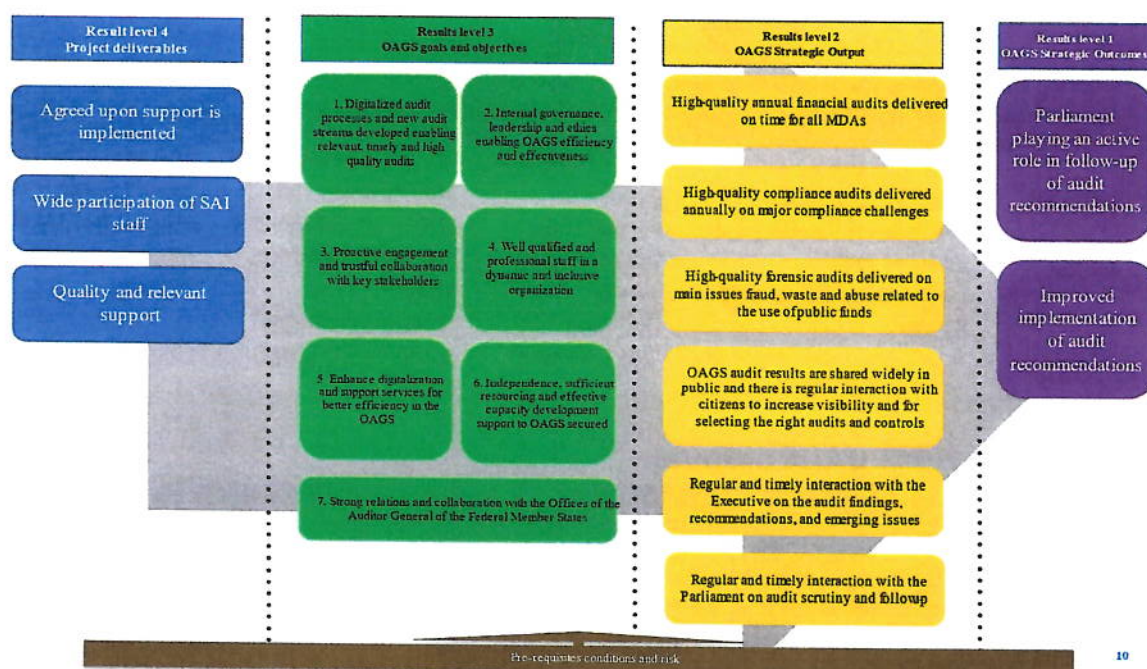 Result level 4
Project deliverables
Agreed upon support is
implemented
Wide participation of SAI
staff
Quality and relevant
support
Results level 3
OAGS goals and objectives
1. Digitalized audit
processes and new audit
streams developed enabling
relevant, timely and high
quality audits
2. Internal governance,
leadership and ethics
enabling OAGS efficiency
and effectiveness
3. Proactive engagement
and trustful collaboration
with key stakeholders
4. Well qualified and
professional staff in a
dynamic and inclusive
organization
5. Enhance digitalization
and support services for
better efficiency in the
OAGS
6. Independence, sufficient
resourcing and effective
capacity development
support to OAGS secured
7. Strong relations and collaboration with the Offices of the
Auditor General of the Federal Member States
Results level 2
OAGS Strategic Output
High-quality annual financial audits delivered
on time for all MDAs
High-quality compliance audits delivered
annually on major compliance challenges
High-quality forensic audits delivered on
main issues fraud, waste and abuse related to
the use of public funds
OAGS audit results are shared widely in
public and there is regular interaction with
citizens to increase visibility and for
selecting the right audits and controls
Regular and timely interaction with the
Executive on the audit findings,
recommendations, and emerging issues
Regular and timely interaction with the
Parliament on audit scrutiny and followup
Results level 1
OAGS Strategic Outcomes
Parliament
playing an active
role in follow-up
of audit
recommendations
Improved
implementation
of audit
recommendations
Pre-requisites conditions and risk
10